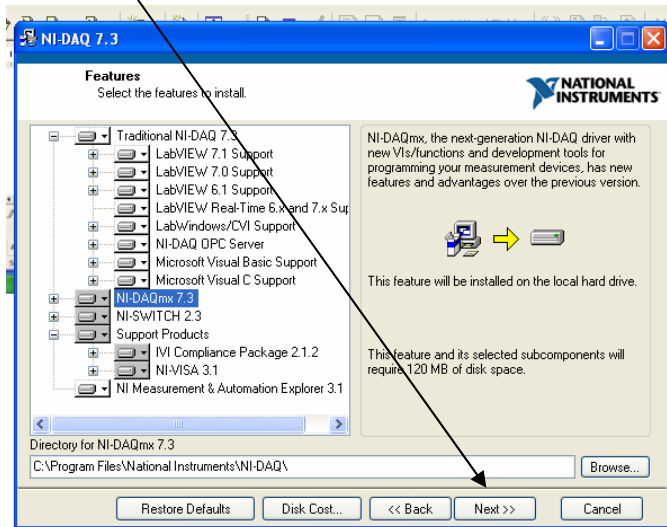 NI-DAQ 7.3
Features
Select the features to install.
NATIONAL
INSTRUMENTS
Traditional NI-DAQ 7.3
LabVIEW 7.1 Support
LabVIEW 7.0 Support
LabVIEW 6.1 Support
LabVIEW Real-Time 6.x and 7.x Sup
LabWindows/CVI Support
NI-DAQ OPC Server
Microsoft Visual Basic Support
Microsoft Visual C Support
NI-DAQmx 7.3
NI-SWITCH 2.3
Support Products
IVI Compliance Package 2.1.2
NI-VISA 3.1
NI Measurement & Automation Explorer 3.1
NI-DAQmx, the next-generation NI-DAQ driver with
new VIs/functions and development tools for
programming your measurement devices, has new
features and advantages over the previous version.
This feature will be installed on the local hard drive.
This feature and its selected subcomponents will
require 120 MB of disk space.
Directory for NI-DAQmx 7.3
C:\Program Files\National Instruments\NI-DAQ\
Browse...
Restore Defaults
Disk Cost...
<< Back
Next >>
Cancel